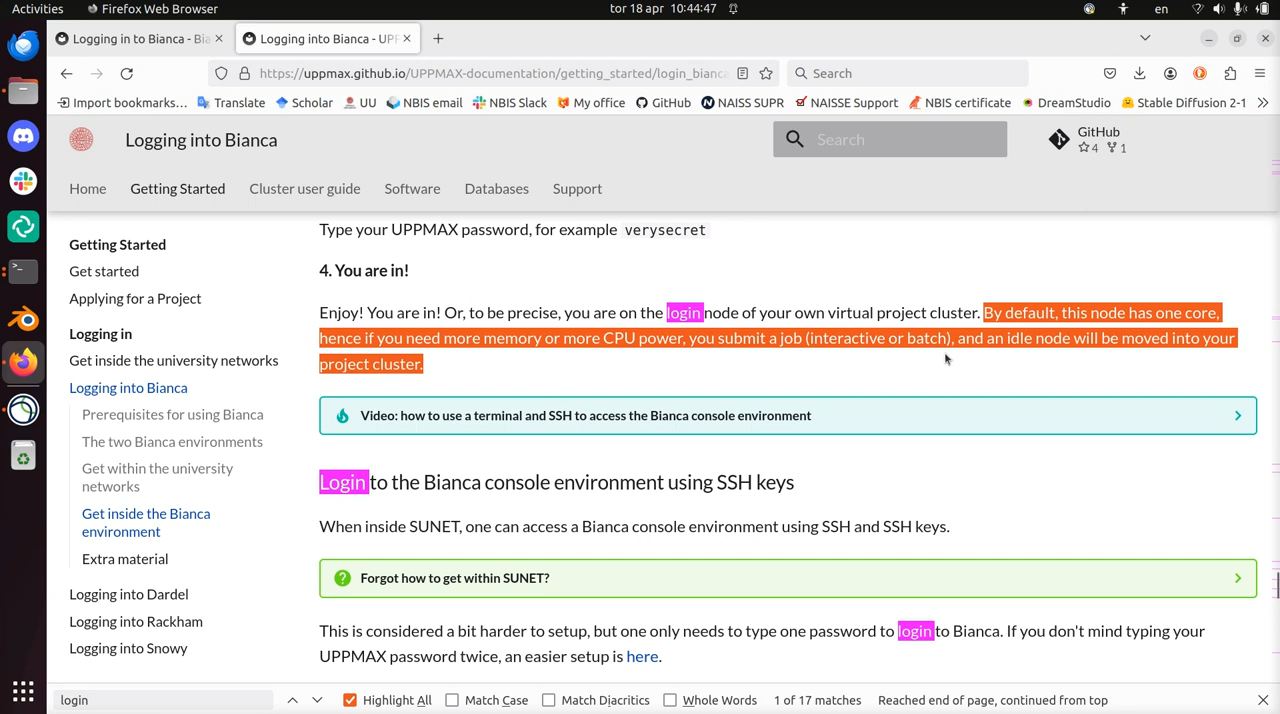 Activities
Firefox Web Browser
tor 18 apr 10:44:47
en
Logging in to Bianca - Bia
Logging into Bianca - UPP
https://uppmax.github.io/UPPMAX-documentation/getting_started/login_bianca
Search
Import bookmarks...
Translate
Scholar
UU
NBIS email
NBIS Slack
My office
GitHub
NAISS SUPR
NAISSE Support
NBIS certificate
DreamStudio
Stable Diffusion 2-1
Logging into Bianca
Search
GitHub
4 1
Home
Getting Started
Cluster user guide
Software
Databases
Support
Getting Started
Get started
Applying for a Project
Logging in
Get inside the university networks
Logging into Bianca
Prerequisites for using Bianca
The two Bianca environments
Get within the university
networks
Get inside the Bianca
environment
Extra material
Logging into Dardel
Logging into Rackham
Logging into Snowy
Type your UPPMAX password, for example verysecret
4. You are in!
Enjoy! You are in! Or, to be precise, you are on the login node of your own virtual project cluster. By default, this node has one core,
hence if you need more memory or more CPU power, you submit a job (interactive or batch), and an idle node will be moved into your
project cluster.
Video: how to use a terminal and SSH to access the Bianca console environment
Login to the Bianca console environment using SSH keys
When inside SUNET, one can access a Bianca console environment using SSH and SSH keys.
Forgot how to get within SUNET?
This is considered a bit harder to setup, but one only needs to type one password to login to Bianca. If you don't mind typing your
UPPMAX password twice, an easier setup is here.
login
Highlight All
Match Case
Match Diacritics
Whole Words
1 of 17 matches
Reached end of page, continued from top